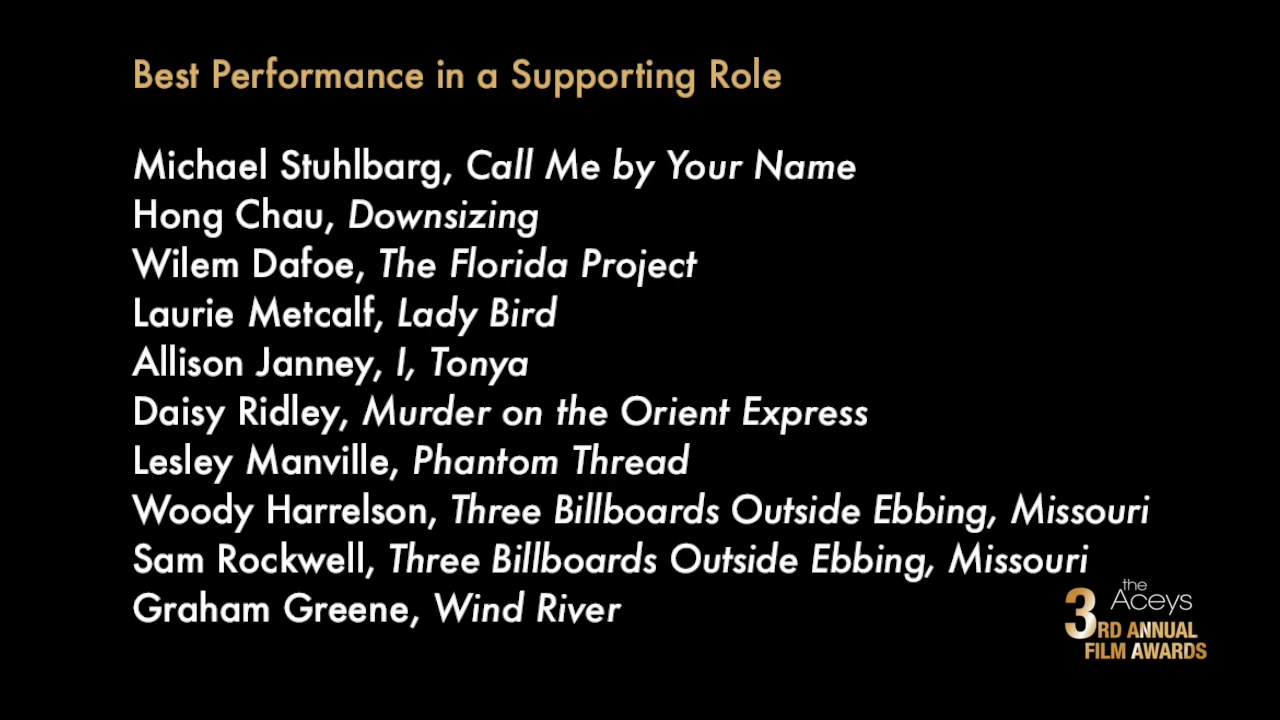 Best Performance in a Supporting Role
Michael Stuhlbarg, Call Me by Your Name
Hong Chau, Downsizing
Wilem Dafoe, The Florida Project
Laurie Metcalf, Lady Bird
Allison Janney, I, Tonya
Daisy Ridley, Murder on the Orient Express
Lesley Manville, Phantom Thread
Woody Harrelson, Three Billboards Outside Ebbing, Missouri
Sam Rockwell, Three Billboards Outside Ebbing, Missouri
Graham Greene, Wind River
the
Aceys
3RD ANNUAL
FILM AWARDS